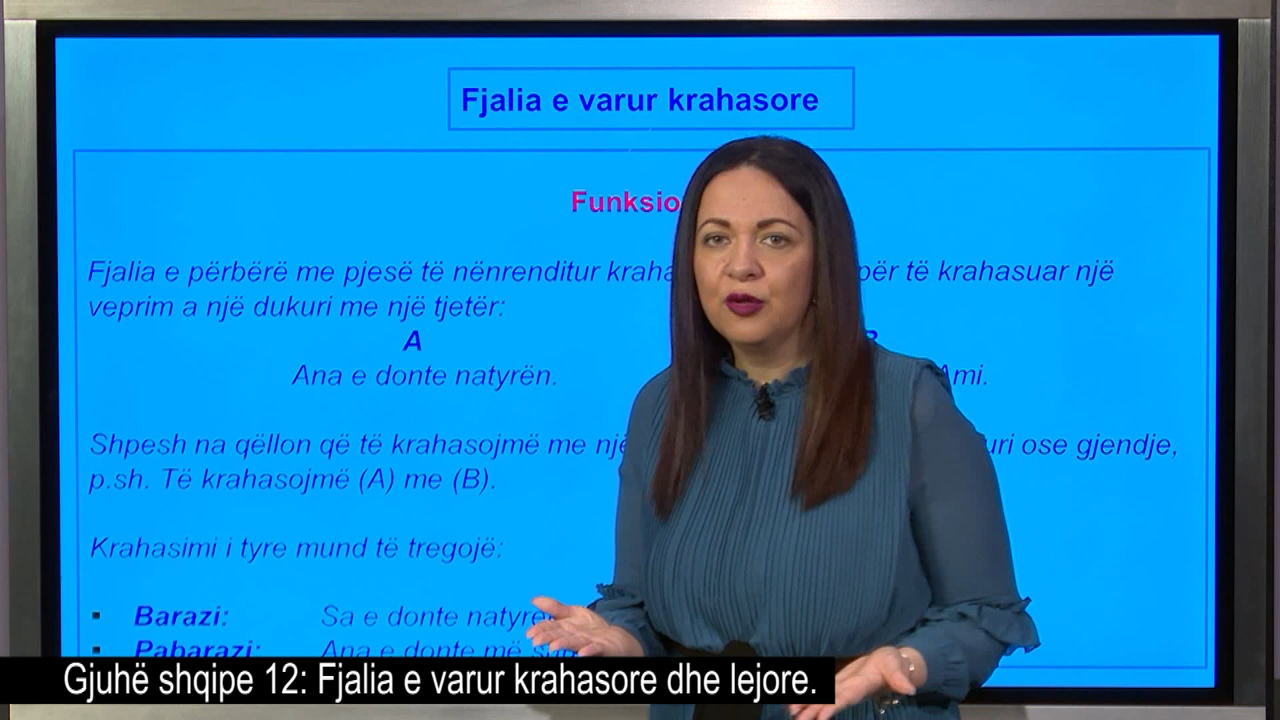 Fjalia e varur krahasore
Funksio
Fjalia e përbërë me pjesë të nënrenditur kraha për të krahasuar një
veprim a një dukuri me një tjetër:
A B
Ana e donte natyrën. Ami.
Shpesh na qëllon që të krahasojmë me një uri ose gjendje,
p.sh. Të krahasojmë (A) me (B).
Krahasimi i tyre mund të tregojë:
▪ Barazi: Sa e donte natyrë
▪ Pabarazi: Ana e donte më
Gjuhë shqipe 12: Fjalia e varur krahasore dhe lejore.